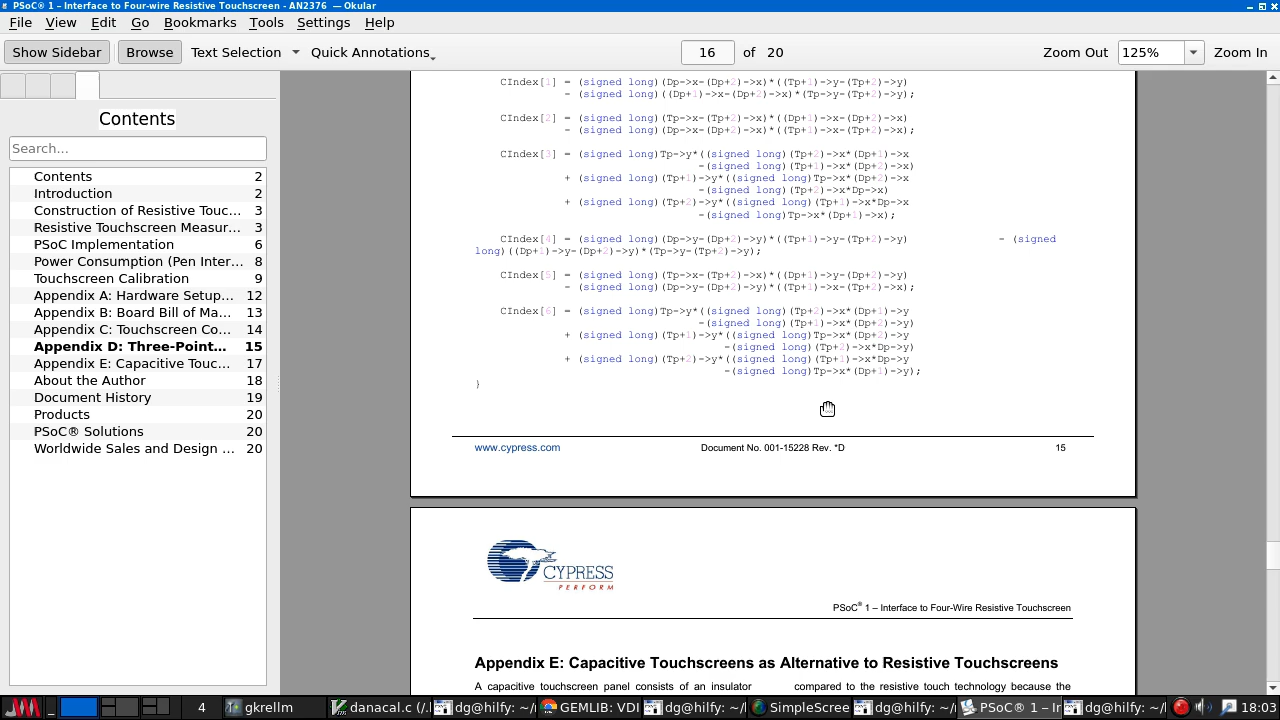 PSoC® 1 – Interface to Four-wire Resistive Touchscreen - AN2376 — Okular
File View Edit Go Bookmarks Tools Settings Help
Show Sidebar Browse Text Selection Quick Annotations 16 of 20 Zoom Out 125% Zoom In
Contents
Search...
Contents 2
Introduction 2
Construction of Resistive Touc... 3
Resistive Touchscreen Measur... 3
PSoC Implementation 6
Power Consumption (Pen Inter... 8
Touchscreen Calibration 9
Appendix A: Hardware Setup... 12
Appendix B: Board Bill of Ma... 13
Appendix C: Touchscreen Co... 14
Appendix D: Three-Point... 15
Appendix E: Capacitive Touc... 17
About the Author 18
Document History 19
Products 20
PSoC® Solutions 20
Worldwide Sales and Design ... 20
CIndex[1] = (signed long)(Dp->x-(Dp+2)->x)*((Tp+1)->y-(Tp+2)->y)
- (signed long)((Dp+1)->x-(Dp+2)->x)*(Tp->y-(Tp+2)->y);
CIndex[2] = (signed long)(Tp->x-(Tp+2)->x)*((Dp+1)->x-(Dp+2)->x)
- (signed long)(Dp->x-(Dp+2)->x)*((Tp+1)->x-(Tp+2)->x);
CIndex[3] = (signed long)Tp->y*((signed long)(Tp+2)->x*(Dp+1)->x
-(signed long)(Tp+1)->x*(Dp+2)->x)
+ (signed long)(Tp+1)->y*((signed long)Tp->x*(Dp+2)->x
-(signed long)(Tp+2)->x*Dp->x)
+ (signed long)(Tp+2)->y*((signed long)(Tp+1)->x*Dp->x
-(signed long)Tp->x*(Dp+1)->x);
CIndex[4] = (signed long)(Dp->y-(Dp+2)->y)*((Tp+1)->y-(Tp+2)->y) - (signed
long)((Dp+1)->y-(Dp+2)->y)*(Tp->y-(Tp+2)->y);
CIndex[5] = (signed long)(Tp->x-(Tp+2)->x)*((Dp+1)->y-(Dp+2)->y)
- (signed long)(Dp->y-(Dp+2)->y)*((Tp+1)->x-(Tp+2)->x);
CIndex[6] = (signed long)Tp->y*((signed long)(Tp+2)->x*(Dp+1)->y
-(signed long)(Tp+1)->x*(Dp+2)->y)
+ (signed long)(Tp+1)->y*((signed long)Tp->x*(Dp+2)->y
-(signed long)(Tp+2)->x*Dp->y)
+ (signed long)(Tp+2)->y*((signed long)(Tp+1)->x*Dp->y
-(signed long)Tp->x*(Dp+1)->y);
}
www.cypress.com Document No. 001-15228 Rev. *D 15
CYPRESS
PERFORM
PSoC® 1 – Interface to Four-Wire Resistive Touchscreen
Appendix E: Capacitive Touchscreens as Alternative to Resistive Touchscreens
A capacitive touchscreen panel consists of an insulator compared to the resistive touch technology because the
4 gkrellm danacal.c (/. dg@hilfy: ~/ GEMLIB: VDI dg@hilfy: ~/ SimpleScree dg@hilfy: ~/ PSoC® 1 – Ir dg@hilfy: ~/ 18:03